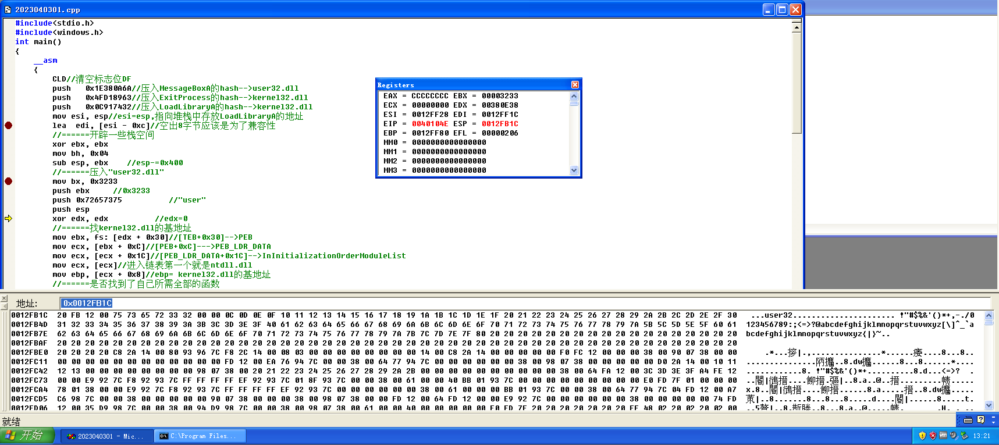 2023040301.cpp
#include<stdio.h>
#include<windows.h>
int main()
{
__asm
{
CLD//清空标志位DF
push 0x1E380A6A//压入MessageBoxA的hash-->user32.dll
push 0x4FD18963//压入ExitProcess的hash-->kernel32.dll
push 0x0C917432//压入LoadLibraryA的hash-->kernel32.dll
mov esi, esp//esi=esp,指向堆栈中存放LoadLibraryA的地址
lea edi, [esi - 0xc]//空出8字节应该是为了兼容性
//======开辟一些栈空间
xor ebx, ebx
mov bh, 0x04
sub esp, ebx //esp-=0x400
//======压入"user32.dll"
mov bx, 0x3233
push ebx //0x3233
push 0x72657375 //"user"
push esp
xor edx, edx //edx=0
//======找kernel32.dll的基地址
mov ebx, fs: [edx + 0x30]//[TEB+0x30]-->PEB
mov ecx, [ebx + 0xC]//[PEB+0xC]--->PEB_LDR_DATA
mov ecx, [ecx + 0x1C]//[PEB_LDR_DATA+0x1C]-->InInitializationOrderModuleList
mov ecx, [ecx]//进入链表第一个就是ntdll.dll
mov ebp, [ecx + 0x8]//ebp= kernel32.dll的基地址
//======是否找到了自己所需全部的函数
Registers
EAX = CCCCCCCC EBX = 00003233
ECX = 00000000 EDX = 00380E38
ESI = 0012FF28 EDI = 0012FF1C
EIP = 0040104E ESP = 0012FB1C
EBP = 0012FF80 EFL = 00000206
MM0 = 0000000000000000
MM1 = 0000000000000000
MM2 = 0000000000000000
MM3 = 0000000000000000
地址: 0x0012FB1C
0012FB1C 20 FB 12 00 75 73 65 72 33 32 00 00 0C 0D 0E 0F 10 11 12 13 14 15 16 17 18 19 1A 1B 1C 1D 1E 1F 20 21 22 23 24 25 26 27 28 29 2A 2B 2C 2D 2E 2F 30 ...user32....................... !"#$%&'()*+,-./0
0012FB4D 31 32 33 34 35 36 37 38 39 3A 3B 3C 3D 3E 3F 40 61 62 63 64 65 66 67 68 69 6A 6B 6C 6D 6E 6F 70 71 72 73 74 75 76 77 78 79 7A 5B 5C 5D 5E 5F 60 61 123456789:;<=>?@abcdefghijklmnopqrstuvwxyz[\]^_`a
0012FB7E 62 63 64 65 66 67 68 69 6A 6B 6C 6D 6E 6F 70 71 72 73 74 75 76 77 78 79 7A 7B 7C 7D 7E 7F 80 20 20 20 20 20 20 20 20 20 20 20 20 20 20 20 20 20 20 bcdefghijklmnopqrstuvwxyz{|}~..
0012FBAF 20 20 20 20 20 20 20 20 20 20 20 20 20 20 20 20 20 20 20 20 20 20 20 20 20 20 20 20 20 20 20 20 20 20 20 20 20 20 20 20 20 20 20 20 20 20 20 20 20
0012FBE0 20 20 20 20 C8 2A 14 00 80 93 96 7C F8 2C 14 00 08 03 00 00 00 00 00 00 00 00 00 14 00 C8 2A 14 00 00 00 00 00 F0 FC 12 00 00 00 38 00 90 07 38 00 00 00
0012FC11 00 00 00 00 00 00 00 00 00 FD 12 00 EA 76 94 7C 00 00 38 00 64 77 94 7C 00 00 00 00 00 00 38 00 98 07 38 00 00 00 00 00 D0 2A 14 00 10 11
0012FC42 12 13 00 00 00 00 00 00 00 98 07 38 00 20 21 22 23 24 25 26 27 28 29 2A 2B 00 00 00 00 00 00 00 00 00 38 00 64 FA 12 00 3C 3D 3E 3F A4 FE 12
0012FC73 00 00 E9 92 7C F8 92 93 7C FF FF FF FF EF 92 93 7C 01 8F 93 7C 00 00 38 00 61 00 00 40 BB 01 93 7C 00 00 00 00 00 00 00 E0 FD 7F 01 00 00 00
0012FCA4 78 01 38 00 00 E9 92 7C F8 92 93 7C FF FF FF FF EF 92 93 7C 00 00 00 00 00 00 38 00 61 00 00 00 BB 01 93 7C 00 00 38 00 64 77 94 7C 04 FD 12 00 A7
0012FCD5 C6 98 7C 00 00 38 00 00 00 00 00 90 07 38 00 00 00 38 00 98 07 38 00 00 FD 12 00 64 FD 12 00 00 E9 92 7C 00 00 00 00 00 00 38 00 00 00 00 00 74 FD
就绪
开始
2023040301 - Mic...
C:\Program Files...
13:21